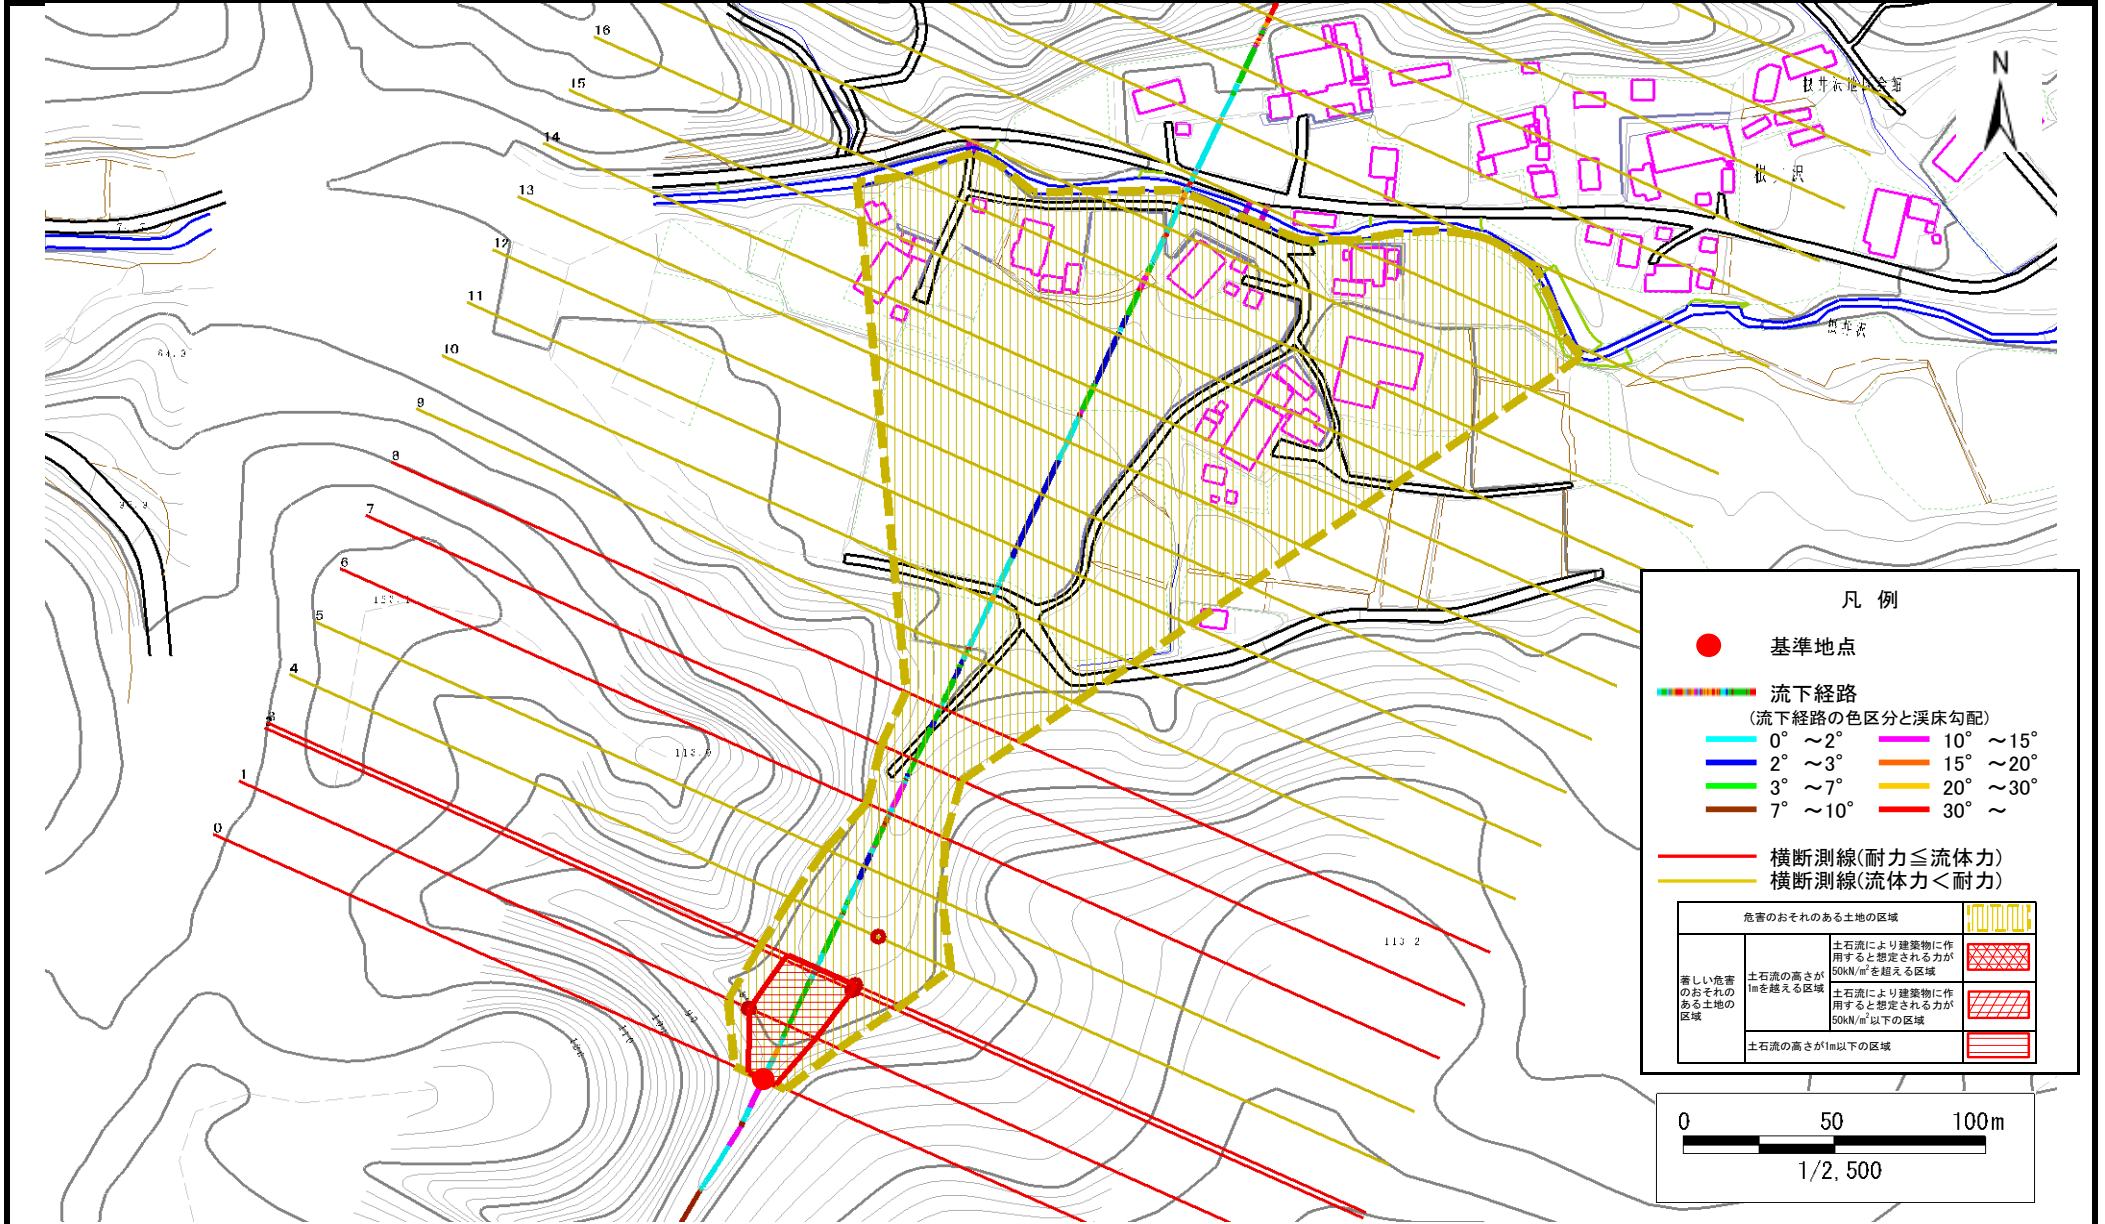 16
15
14
13
12
11
10
9
8
7
6
5
4
3
1
0
N
113.2
凡 例
基準地点
流下経路
(流下経路の色区分と渓床勾配)
0° ～2° 10° ～15°
2° ～3° 15° ～20°
3° ～7° 20° ～30°
7° ～10° 30° ～
横断測線(耐力≦流体力)
横断測線(流体力＜耐力)
危害のおそれのある土地の区域
著しい危害
のおそれの
ある土地の
区域
土石流の高さが
1mを越える区域
土石流により建築物に作
用すると想定される力が
50kN/m²を超える区域
土石流により建築物に作
用すると想定される力が
50kN/m²以下の区域
土石流の高さが1m以下の区域
0 50 100m
1/2,500